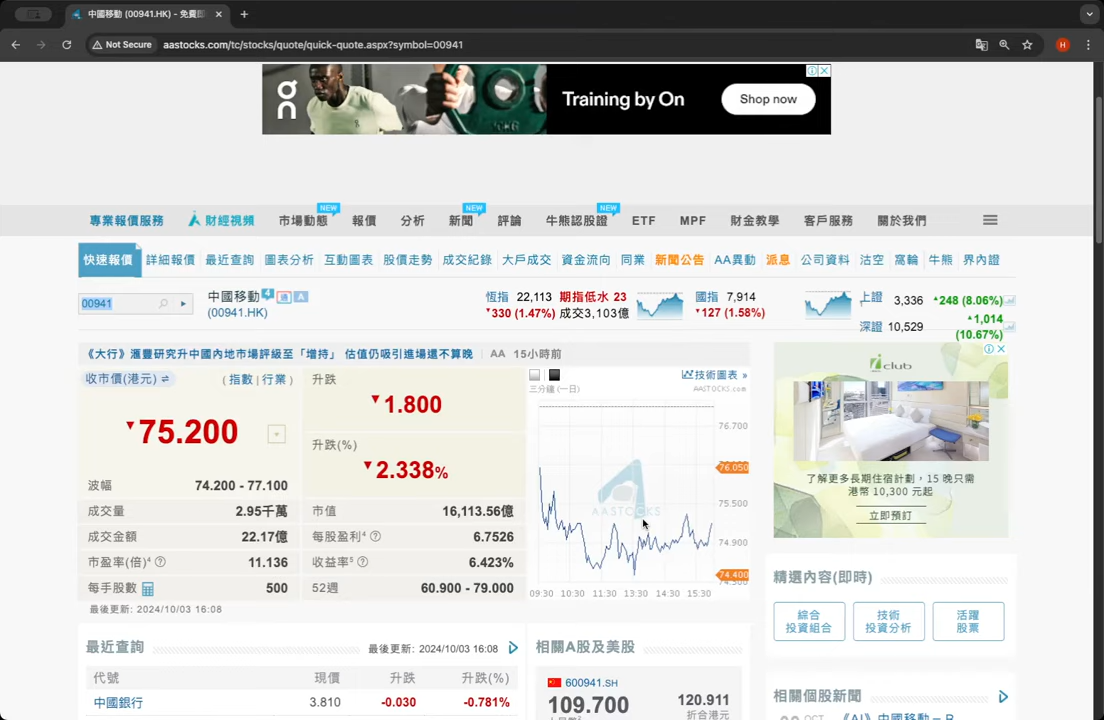 中國移動 (00941.HK) - 免費即
Not Secure
aastocks.com/tc/stocks/quote/quick-quote.aspx?symbol=00941
H
on
Training by On
Shop now
專業報價服務 財經視頻 市場動態 報價 分析 新聞 評論 牛熊認股證 ETF MPF 財金教學 客戶服務 關於我們
NEW NEW NEW
快速報價 詳細報價 最近查詢 圖表分析 互動圖表 股價走勢 成交紀錄 大戶成交 資金流向 同業 新聞公告 AA異動 派息 公司資料 沽空 窩輪 牛熊 界內證
00941
中國移動 4 通 A
(00941.HK)
恆指 22,113 期指低水 23
▼330 (1.47%) 成交3,103億
國指 7,914
▼127 (1.58%)
上證 3,336 ▲248 (8.06%)
深證 10,529 ▲1,014
(10.67%)
《大行》滙豐研究升中國內地市場評級至「增持」 估值仍吸引進場還不算晚 AA 15小時前
收市價(港元) ( 指數 | 行業 )
▼75.200
升跌
▼1.800
升跌(%)
▼2.338%
波幅 74.200 - 77.100
成交量 2.95千萬 市值 16,113.56億
成交金額 22.17億 每股盈利4 6.7526
市盈率(倍)4 11.136 收益率5 6.423%
每手股數 500 52週 60.900 - 79.000
最後更新: 2024/10/03 16:08
技術圖表 »
三分鐘 (一日) AASTOCKS.com
76.700
76.050
75.500
74.900
74.400
AASTOCKS
09:30 10:30 11:30 13:30 14:30 15:30
iclub
了解更多長期住宿計劃，15 晚只需
港幣 10,300 元起
立即預訂
精選內容(即時)
綜合
投資組合
技術
投資分析
活躍
股票
最近查詢 最後更新: 2024/10/03 16:08
代號 現價 升跌 升跌(%)
中國銀行 3.810 -0.030 -0.781%
相關A股及美股
600941.SH
109.700 120.911
折合港元
相關個股新聞
《AI》中國移動－R